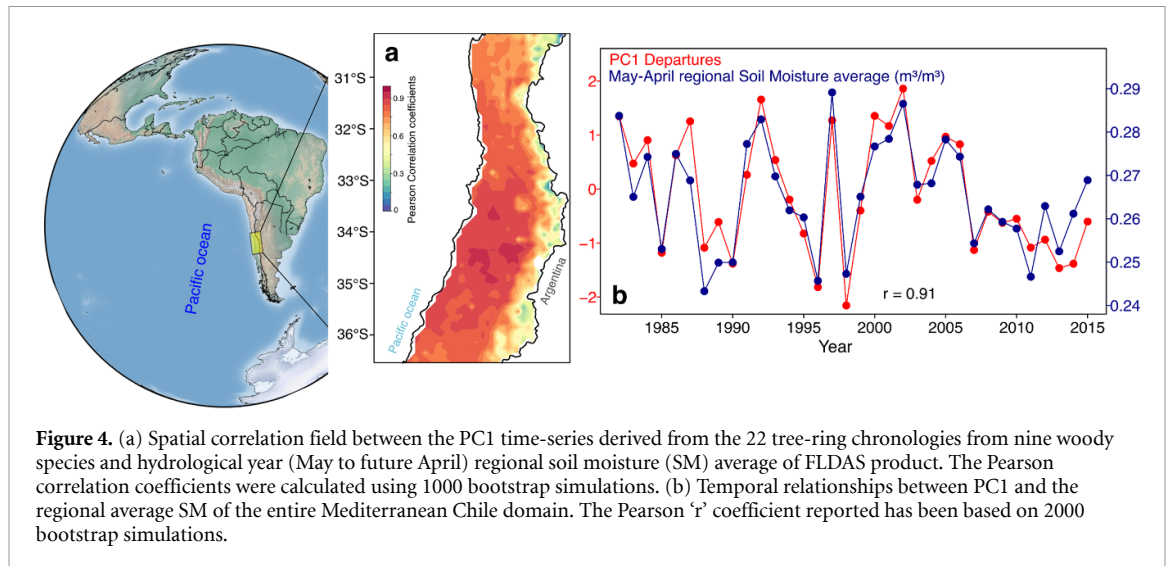 Pacific ocean
a
31°S
32°S
33°S
34°S
35°S
36°S
0.9
0.6
0.3
0
Pearson Correlation coefficients
Pacific ocean
Argentina
PC1 Departures
May-April regional Soil Moisture average (m³/m³)
2
1
0
−1
−2
0.29
0.28
0.27
0.26
0.25
0.24
b
r = 0.91
1985 1990 1995 2000 2005 2010 2015
Year
Figure 4. (a) Spatial correlation field between the PC1 time-series derived from the 22 tree-ring chronologies from nine woody
species and hydrological year (May to future April) regional soil moisture (SM) average of FLDAS product. The Pearson
correlation coefficients were calculated using 1000 bootstrap simulations. (b) Temporal relationships between PC1 and the
regional average SM of the entire Mediterranean Chile domain. The Pearson ‘r’ coefficient reported has been based on 2000
bootstrap simulations.